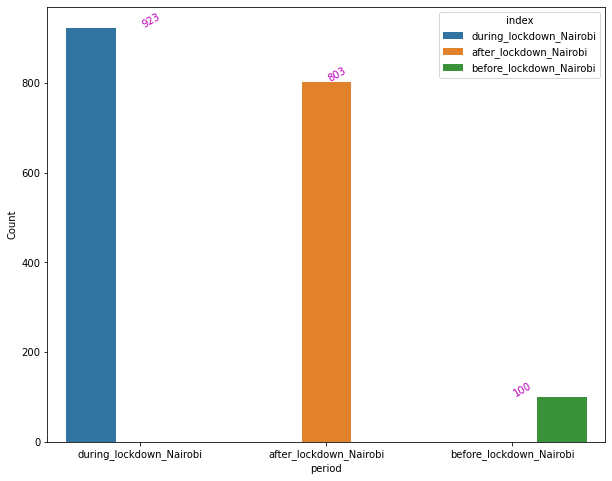 923
803
100
index
during_lockdown_Nairobi
after_lockdown_Nairobi
before_lockdown_Nairobi
800
600
400
200
0
Count
during_lockdown_Nairobi
after_lockdown_Nairobi
before_lockdown_Nairobi
period